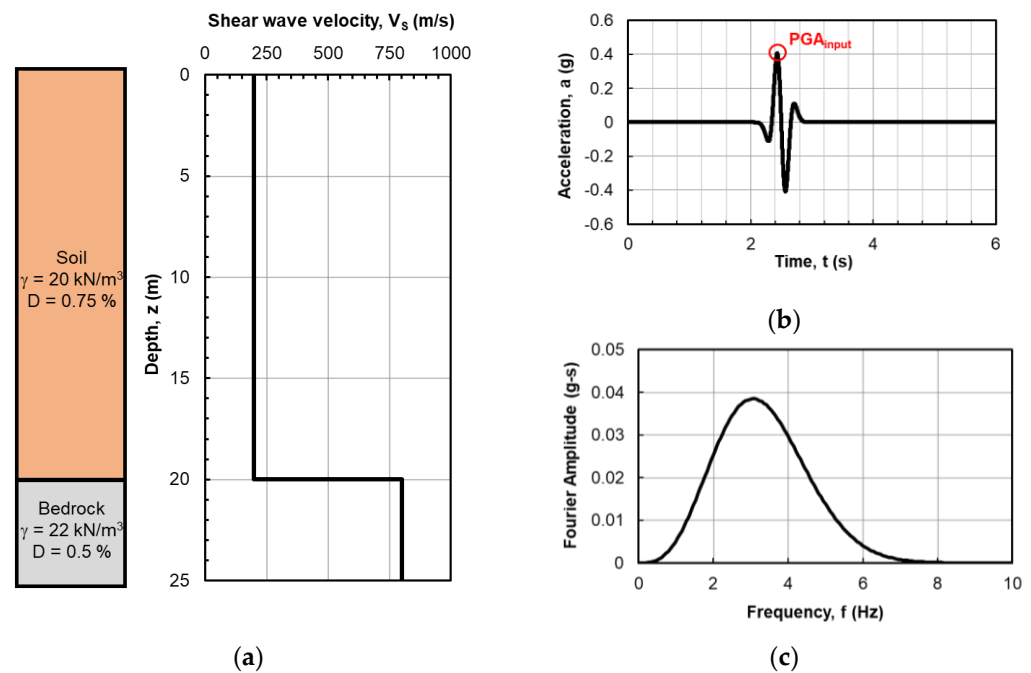 Shear wave velocity, VS (m/s)
0 250 500 750 1000
0
5
10
15
20
25
Depth, z (m)
Soil
γ = 20 kN/m3
D = 0.75 %
Bedrock
γ = 22 kN/m3
D = 0.5 %
(a)
0.6
0.4
0.2
0
-0.2
-0.4
-0.6
Acceleration, a (g)
PGAinput
0 2 4 6
Time, t (s)
(b)
0.05
0.04
0.03
0.02
0.01
0
Fourier Amplitude (g-s)
0 2 4 6 8 10
Frequency, f (Hz)
(c)